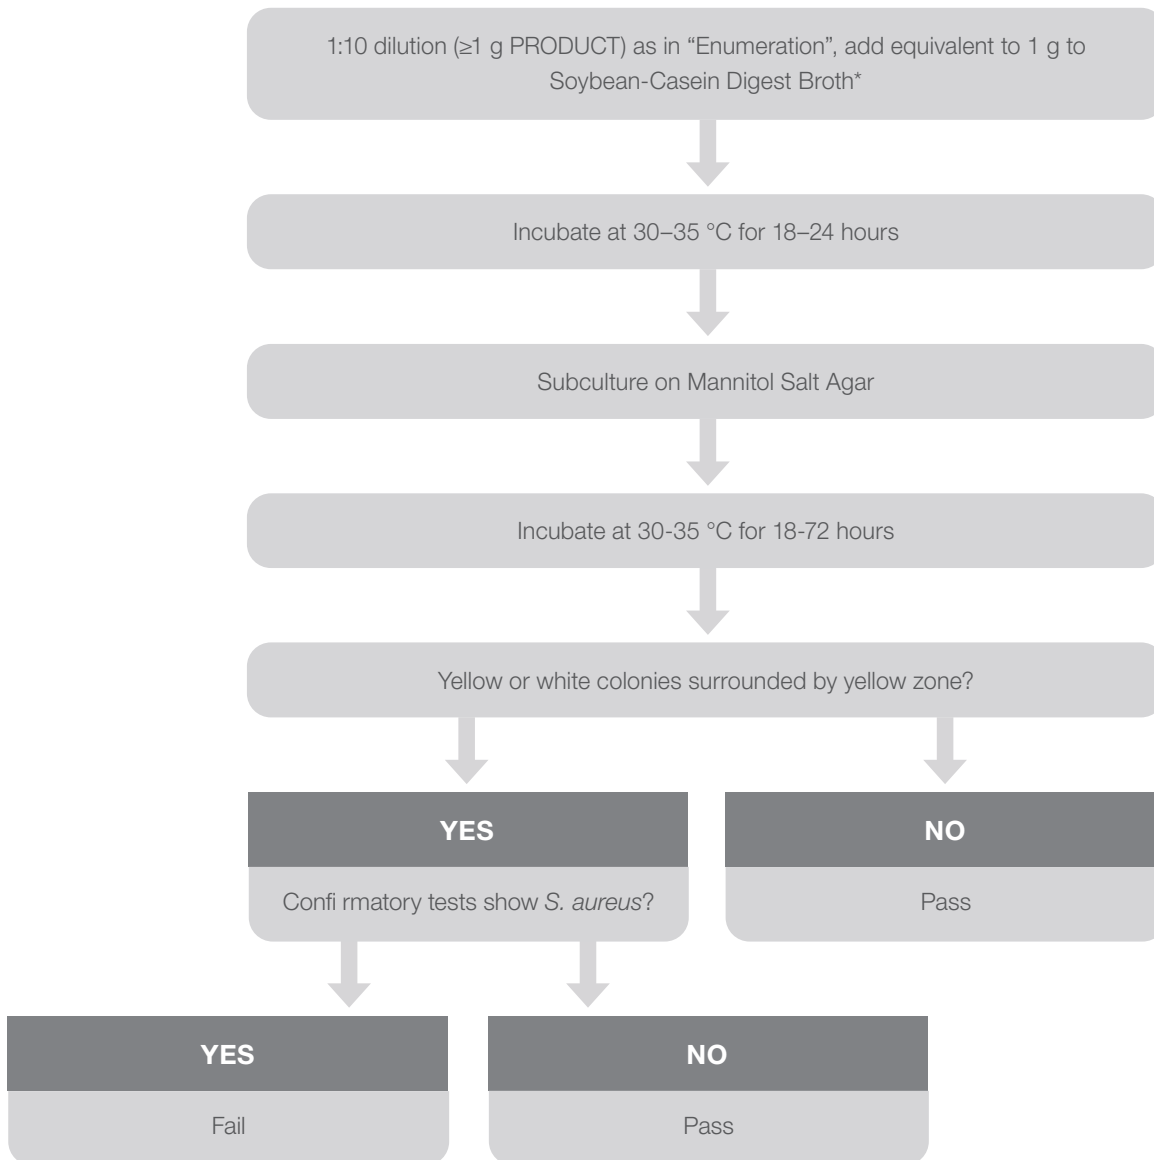 1:10 dilution (≥1 g PRODUCT) as in “Enumeration”, add equivalent to 1 g to
Soybean-Casein Digest Broth*
Incubate at 30–35 °C for 18–24 hours
Subculture on Mannitol Salt Agar
Incubate at 30-35 °C for 18-72 hours
Yellow or white colonies surrounded by yellow zone?
YES
NO
Confi rmatory tests show S. aureus?
Pass
YES
NO
Fail
Pass